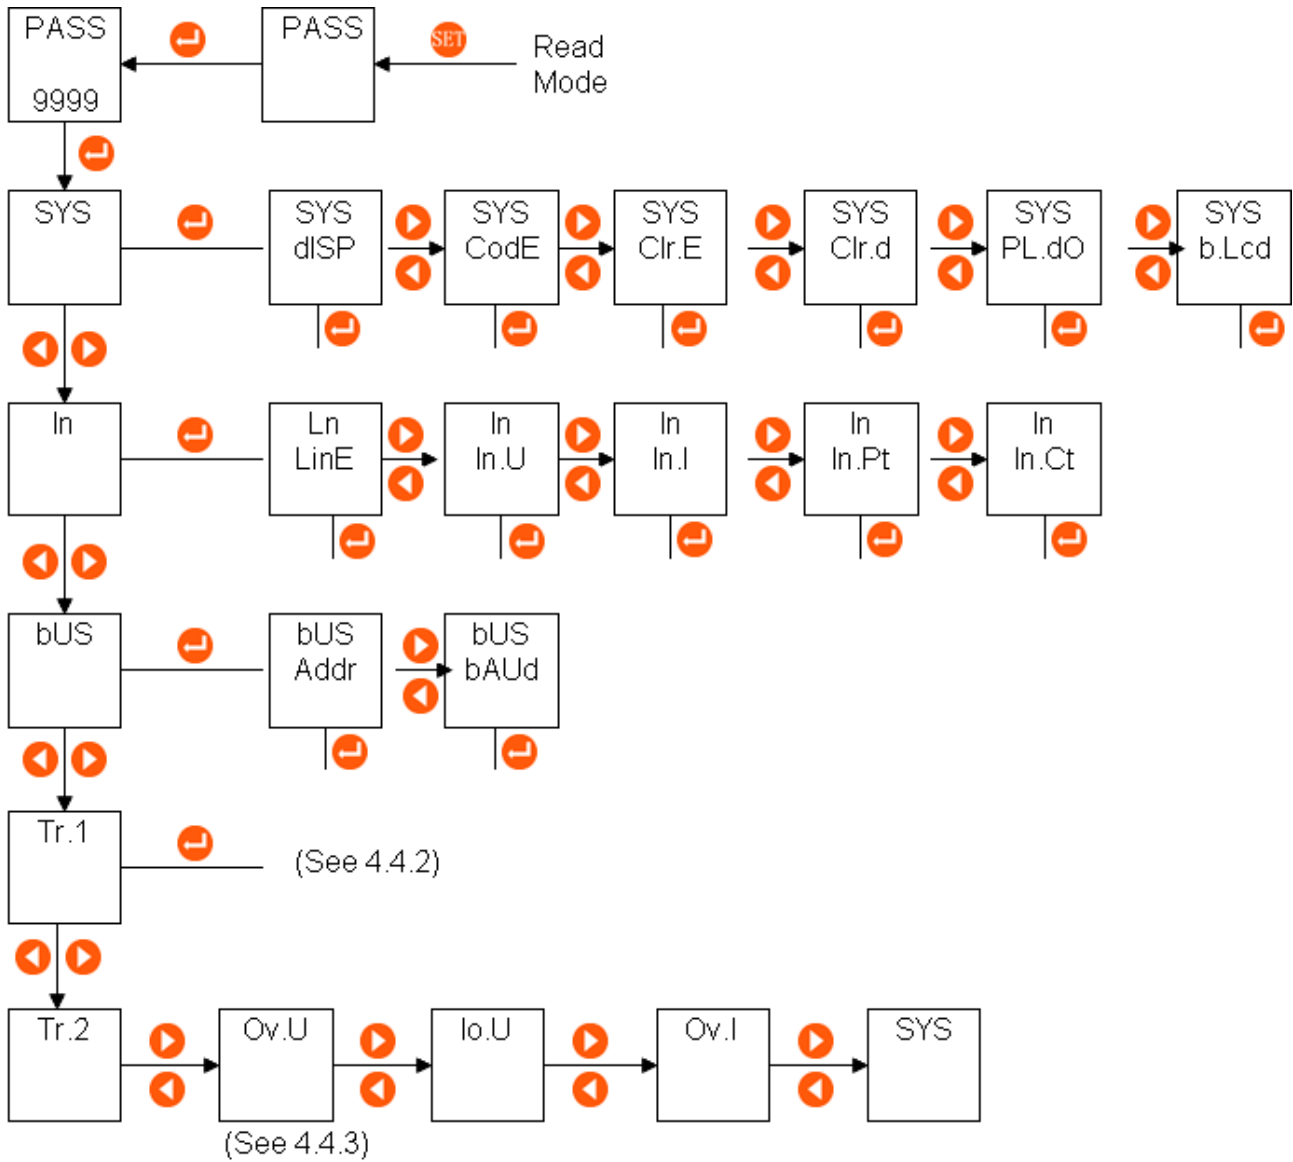 PASS
9999
PASS
SET
Read
Mode
SYS
SYS
dISP
SYS
CodE
SYS
Clr.E
SYS
Clr.d
SYS
PL.dO
SYS
b.Lcd
In
Ln
LinE
In
In.U
In
In.I
In
In.Pt
In
In.Ct
bUS
bUS
Addr
bUS
bAUd
Tr.1
(See 4.4.2)
Tr.2
Ov.U
Io.U
Ov.I
SYS
(See 4.4.3)